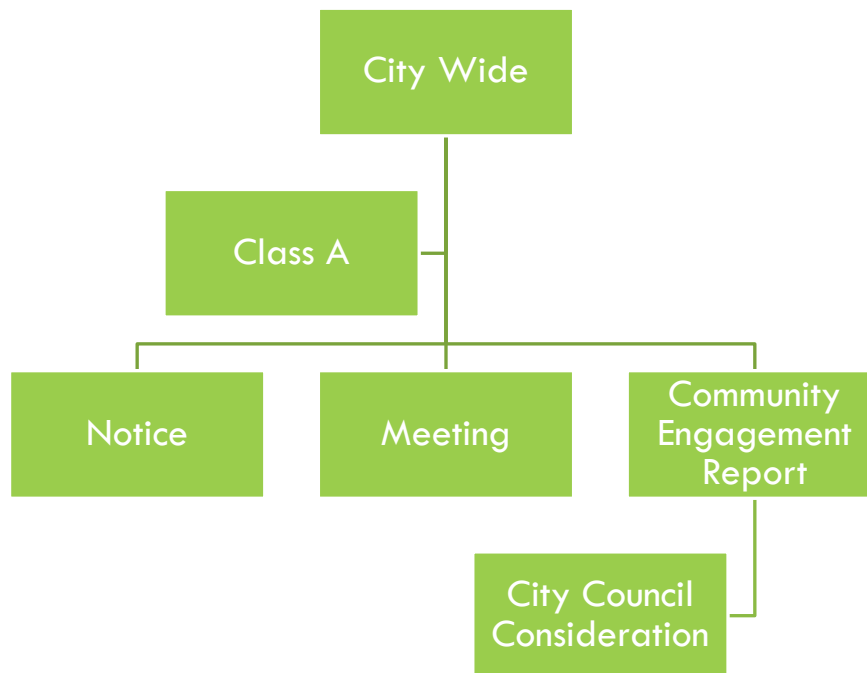 City Wide
Class A
Notice
Meeting
Community
Engagement
Report
City Council
Consideration